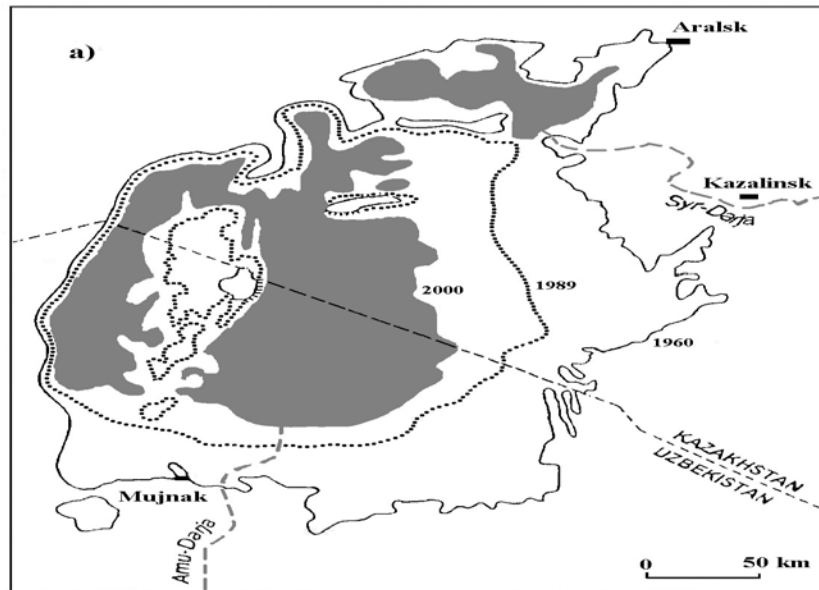 a)
Aralsk
Kazalinsk
Syr-Darja
2000
1989
1960
KAZAKHSTAN
UZBEKISTAN
Mujnak
Amu-Darja
0 50 km